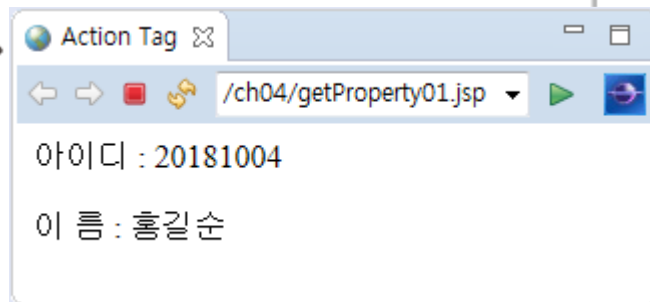 Action Tag
/ch04/getProperty01.jsp
아이디 : 20181004
이 름 : 홍길순